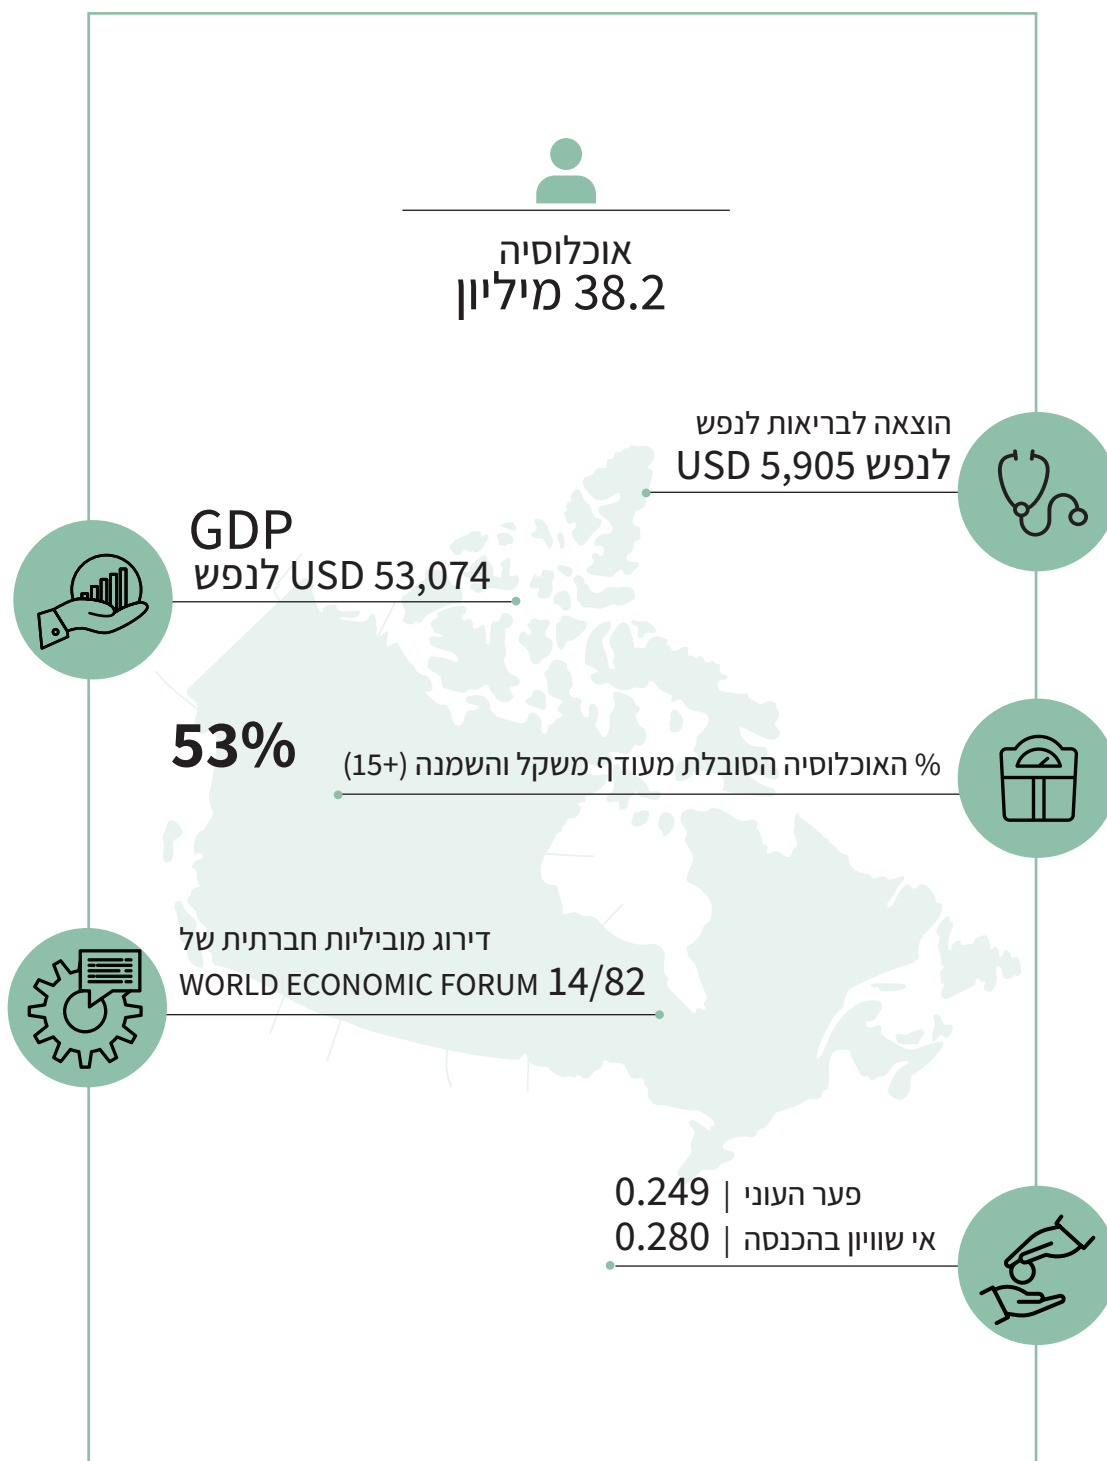 אוכלוסיה
38.2 מיליון
הוצאה לבריאות לנפש
לנפש USD 5,905
GDP
לנפש USD 53,074
% האוכלוסיה הסובלת מעודף משקל והשמנה (15+)
53%
דירוג מוביליות חברתית של
WORLD ECONOMIC FORUM 14/82
פער העוני | 0.249
אי שוויון בהכנסה | 0.280